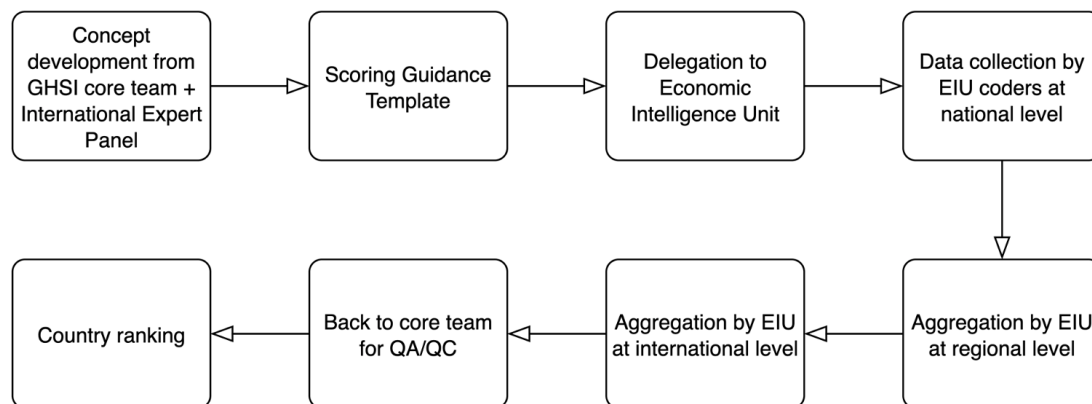 Concept
development from
GHSI core team +
International Expert
Panel
Scoring Guidance
Template
Delegation to
Economic
Intelligence Unit
Data collection by
EIU coders at
national level
Aggregation by EIU
at regional level
Aggregation by EIU
at international level
Back to core team
for QA/QC
Country ranking